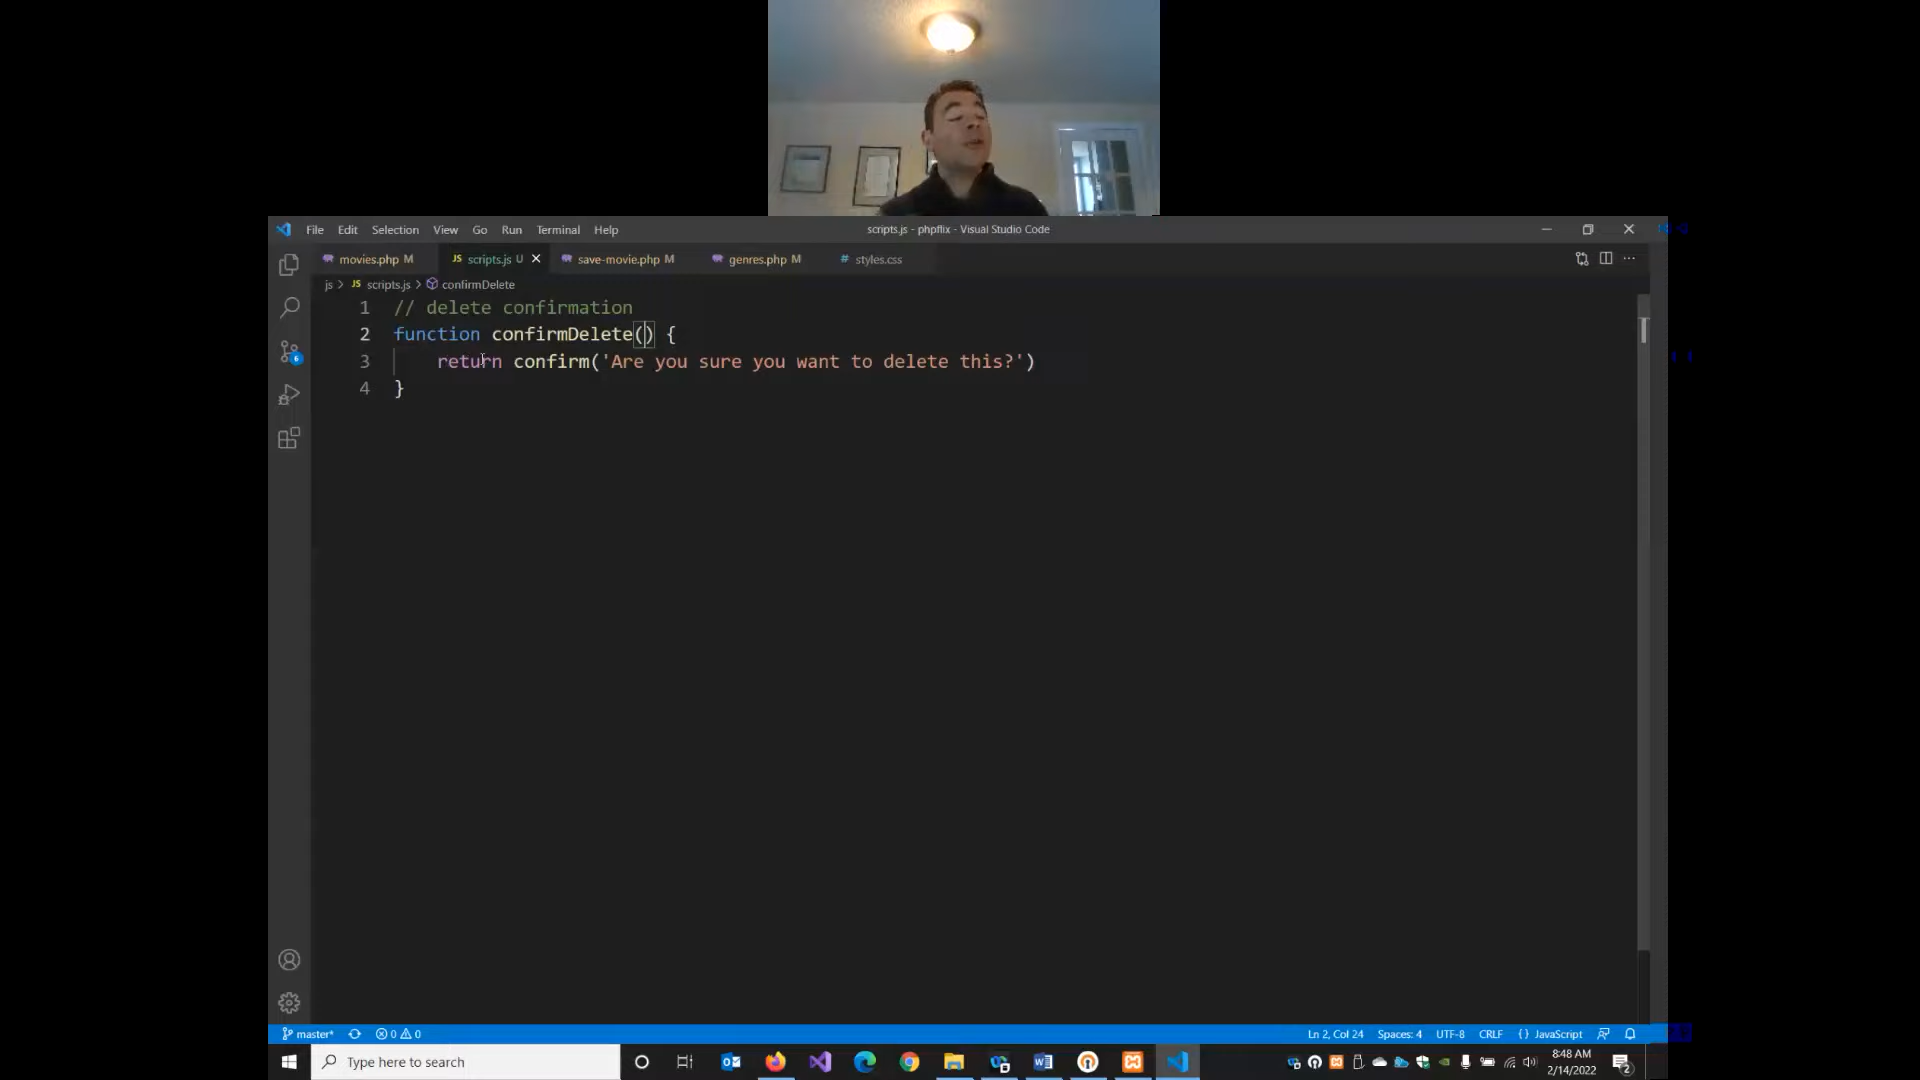 File Edit Selection View Go Run Terminal Help
scripts.js - phpflix - Visual Studio Code
movies.php M
JS scripts.js U
save-movie.php M
genres.php M
# styles.css
js > JS scripts.js > confirmDelete
1 // delete confirmation
2 function confirmDelete() {
3 return confirm('Are you sure you want to delete this?')
4 }
6
master*
0 0
Ln 2, Col 24 Spaces: 4 UTF-8 CRLF {} JavaScript
Type here to search
8:48 AM
2/14/2022
2